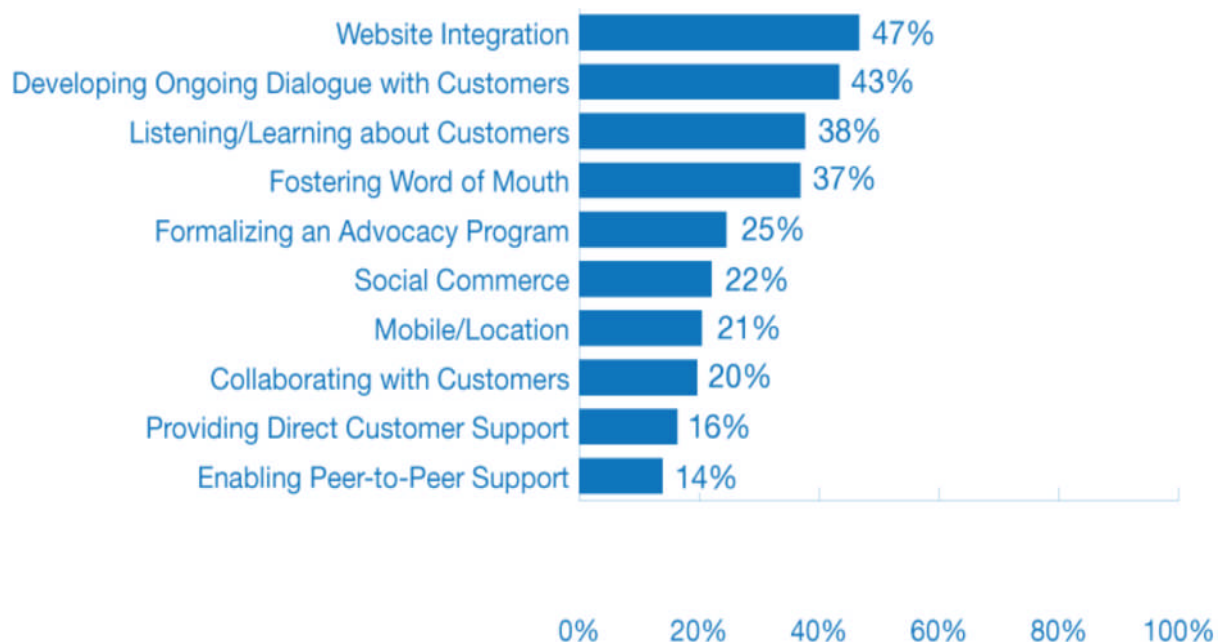 Website Integration 47%
Developing Ongoing Dialogue with Customers 43%
Listening/Learning about Customers 38%
Fostering Word of Mouth 37%
Formalizing an Advocacy Program 25%
Social Commerce 22%
Mobile/Location 21%
Collaborating with Customers 20%
Providing Direct Customer Support 16%
Enabling Peer-to-Peer Support 14%
0% 20% 40% 60% 80% 100%